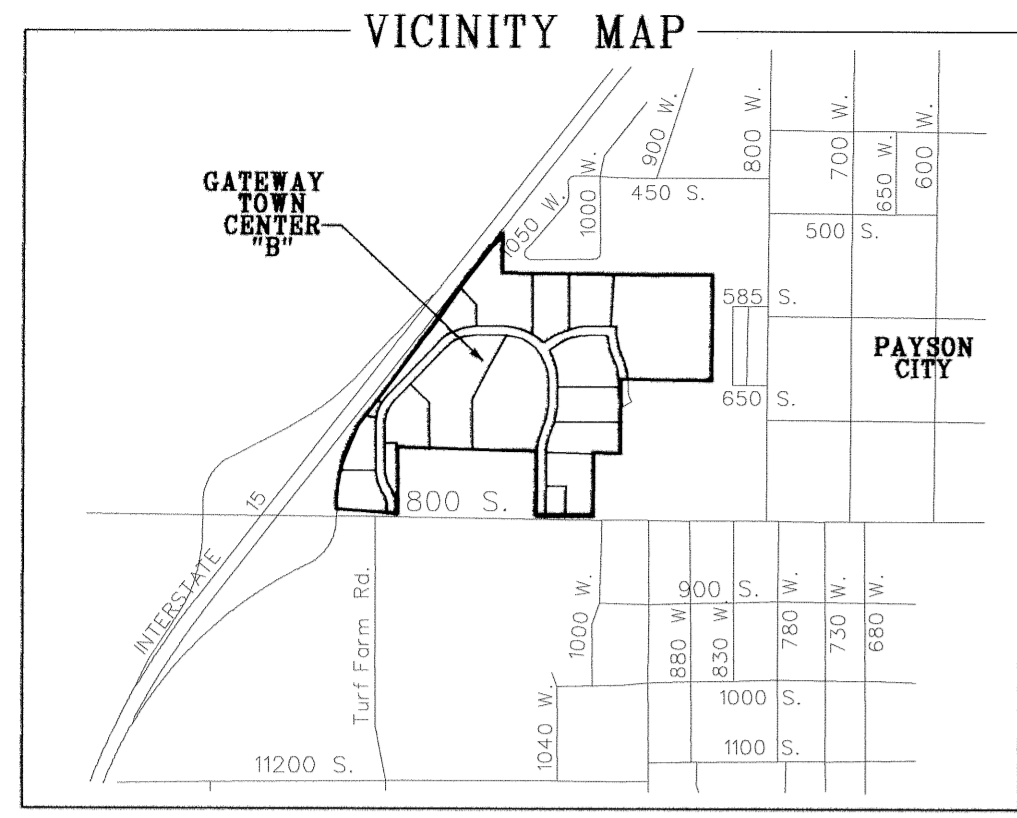 VICINITY MAP
GATEWAY
TOWN
CENTER
"B"
1050 W.
1000 W.
900 W.
450 S.
800 W.
700 W.
650 W.
600 W.
500 S.
585 S.
PAYSON
CITY
650 S.
800 S.
INTERSTATE 15
Turf Farm Rd.
11200 S.
1000 W.
1040 W.
900 S.
880 W.
830 W.
780 W.
730 W.
680 W.
1000 S.
1100 S.